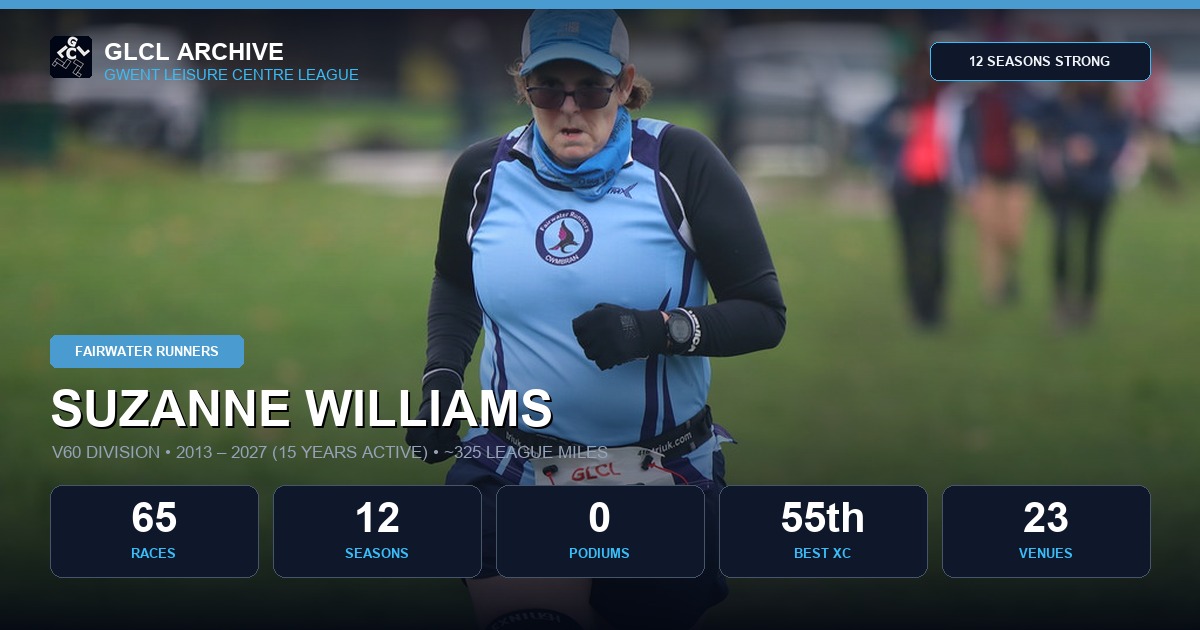 GLCL ARCHIVE
GWENT LEISURE CENTRE LEAGUE
12 SEASONS STRONG
Fairwater Runners
CWMBRAN
FAIRWATER RUNNERS
SUZANNE WILLIAMS
V60 DIVISION • 2013 – 2027 (15 YEARS ACTIVE) • ~325 LEAGUE MILES
triuk.com
GLCL
65
RACES
12
SEASONS
0
PODIUMS
55th
BEST XC
23
VENUES